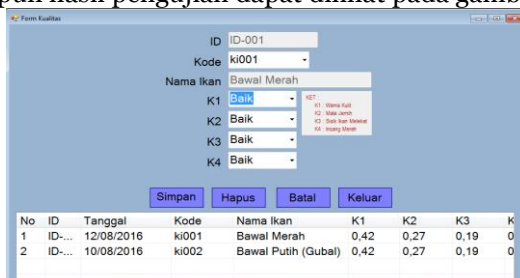 hasil pengujian dapat dilihat pada
Form Kualitas
ID ID-001
Kode ki001
Nama Ikan Bawal Merah
K1 Baik
K2 Baik
K3 Baik
K4 Baik
KET :
K1 : Warna Kulit
K2 : Mata Jernih
K3 : Sisik Ikan Melekat
K4 : Insang Merah
Simpan Hapus Batal Keluar
No ID Tanggal Kode Nama Ikan K1 K2 K3
1 ID-... 12/08/2016 ki001 Bawal Merah 0,42 0,27 0,19
2 ID-... 10/08/2016 ki002 Bawal Putih (Gubal) 0,42 0,27 0,19